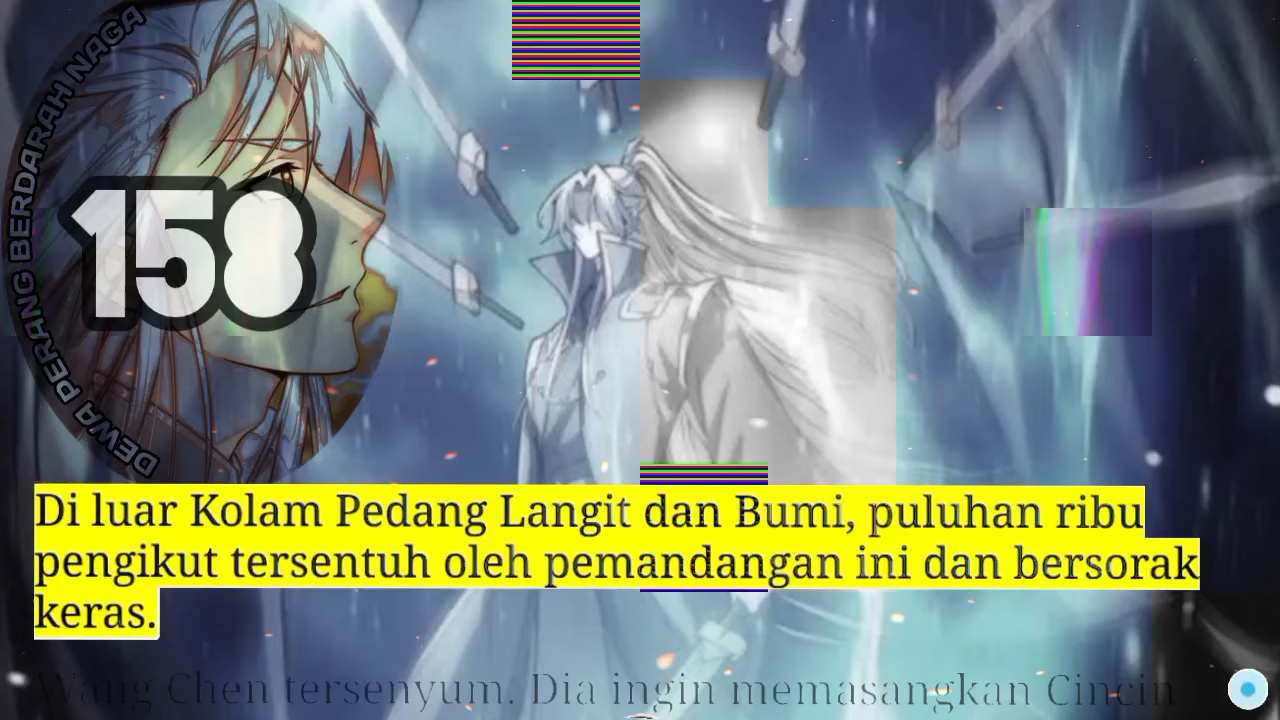 DEWA PERANG BERDARAH NAGA
158
Di luar Kolam Pedang Langit dan Bumi, puluhan ribu
pengikut tersentuh oleh pemandangan ini dan bersorak
keras.
Wang Chen tersenyum. Dia ingin memasangkan Cincin